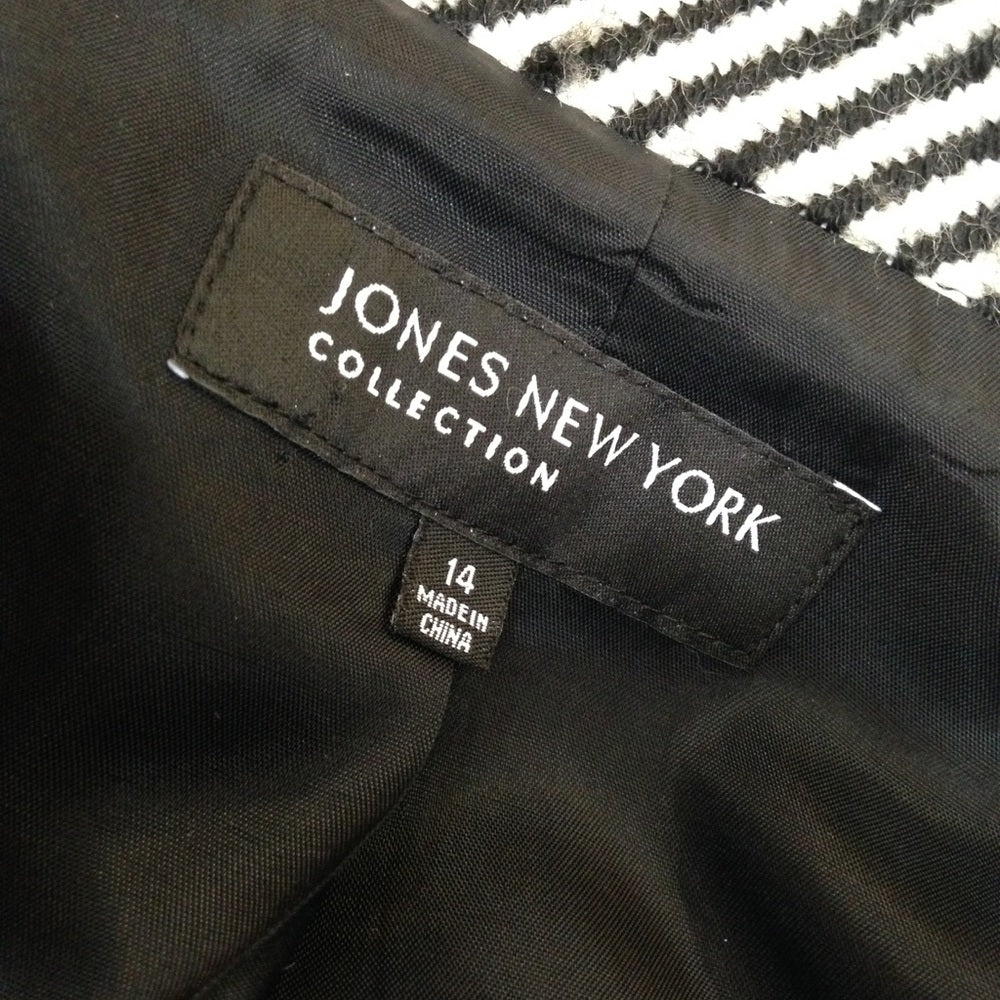 JONES NEW YORK
COLLECTION
14
MADE IN
CHINA